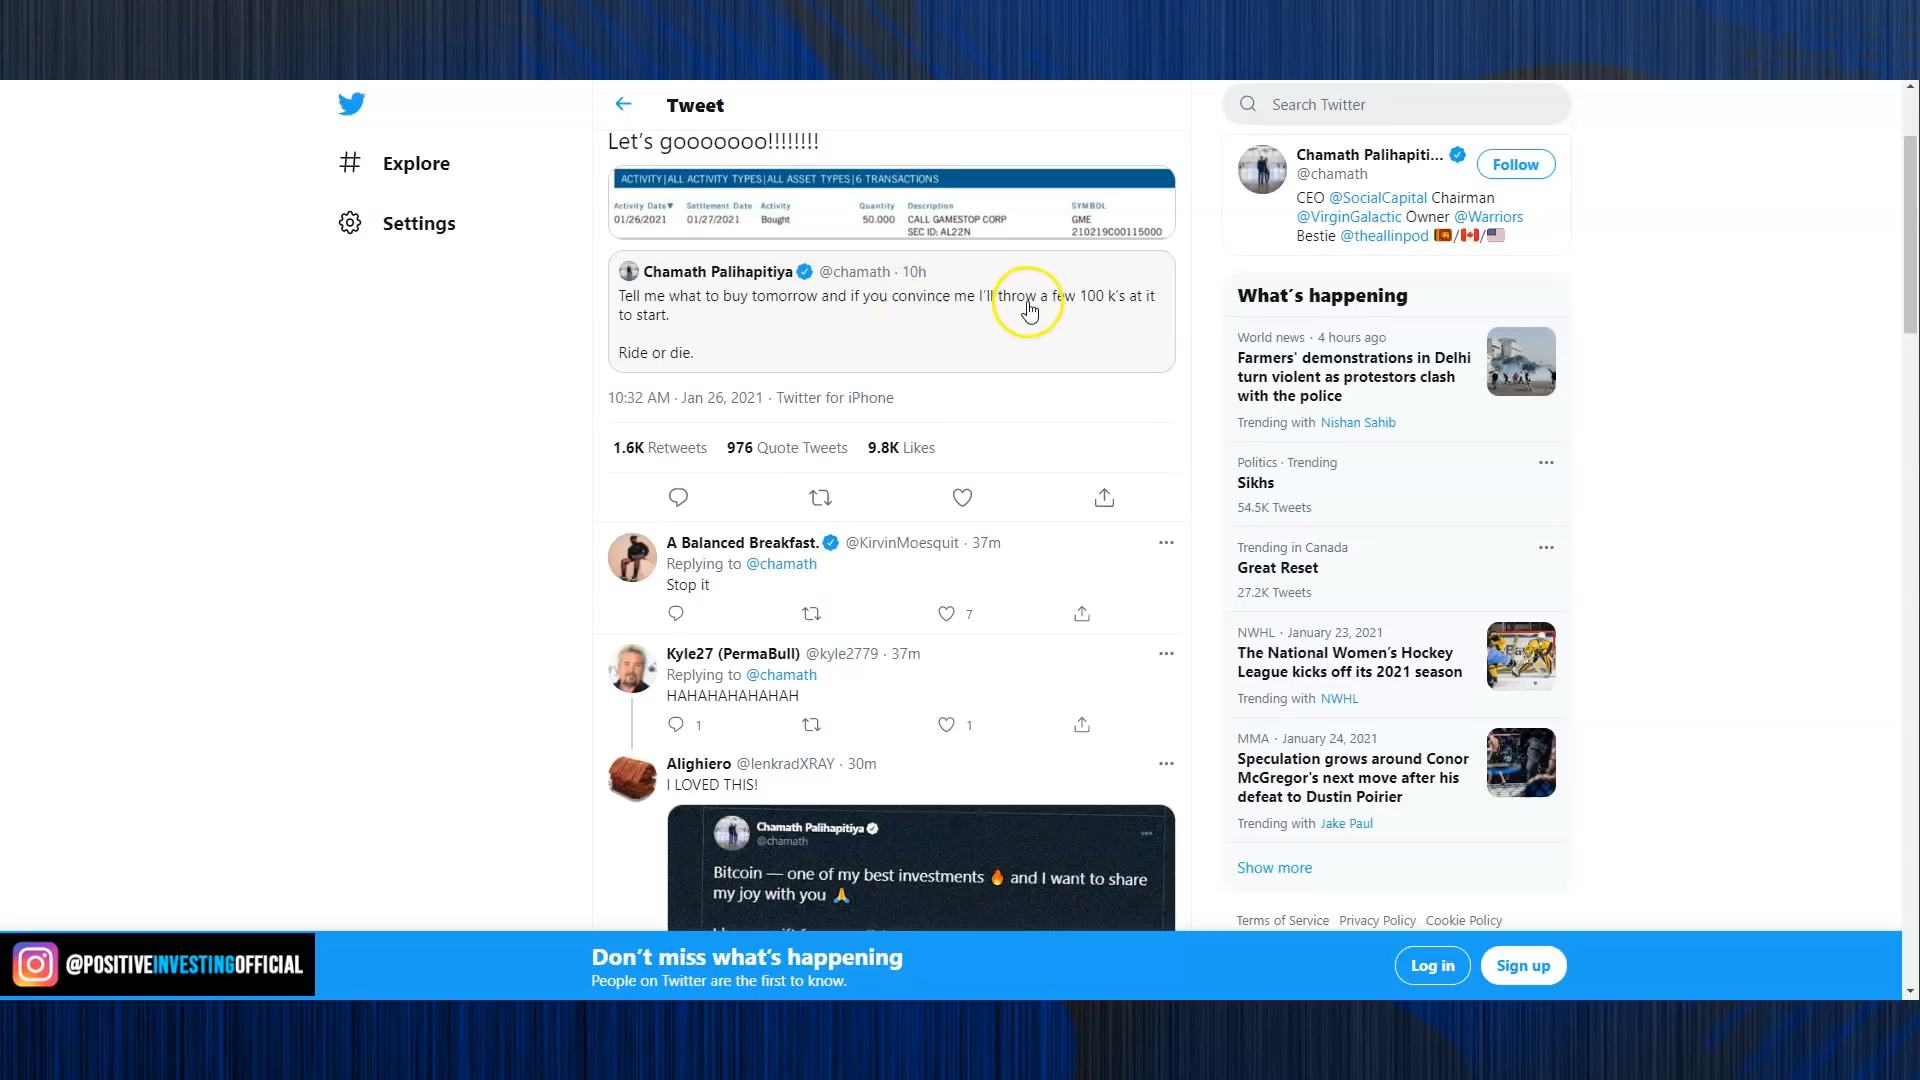 Tweet
Let's gooooooo!!!!!!!!
ACTIVITY|ALL ACTIVITY TYPES|ALL ASSET TYPES|6 TRANSACTIONS
Activity Date▼ Settlement Date Activity Quantity Description SYMBOL
01/26/2021 01/27/2021 Bought 50.000 CALL GAMESTOP CORP GME
SEC ID: AL22N 210219C00115000
Chamath Palihapitiya @chamath · 10h
Tell me what to buy tomorrow and if you convince me I'll throw a few 100 k's at it
to start.
Ride or die.
10:32 AM · Jan 26, 2021 · Twitter for iPhone
1.6K Retweets 976 Quote Tweets 9.8K Likes
A Balanced Breakfast. @KirvinMoesquit · 37m
Replying to @chamath
Stop it
7
Kyle27 (PermaBull) @kyle2779 · 37m
Replying to @chamath
HAHAHAHAHAHAH
1 1
Alighiero @lenkradXRAY · 30m
I LOVED THIS!
Chamath Palihapitiya
@chamath
Bitcoin — one of my best investments 🔥 and I want to share
my joy with you 🙏
Explore
Settings
Search Twitter
Chamath Palihapiti...
@chamath
Follow
CEO @SocialCapital Chairman
@VirginGalactic Owner @Warriors
Bestie @theallinpod 🇱🇰/🇨🇦/🇺🇸
What's happening
World news · 4 hours ago
Farmers' demonstrations in Delhi
turn violent as protestors clash
with the police
Trending with Nishan Sahib
Politics · Trending
Sikhs
54.5K Tweets
Trending in Canada
Great Reset
27.2K Tweets
NWHL · January 23, 2021
The National Women's Hockey
League kicks off its 2021 season
Trending with NWHL
MMA · January 24, 2021
Speculation grows around Conor
McGregor's next move after his
defeat to Dustin Poirier
Trending with Jake Paul
Show more
Terms of Service Privacy Policy Cookie Policy
@POSITIVEINVESTINGOFFICIAL
Don't miss what's happening
People on Twitter are the first to know.
Log in
Sign up